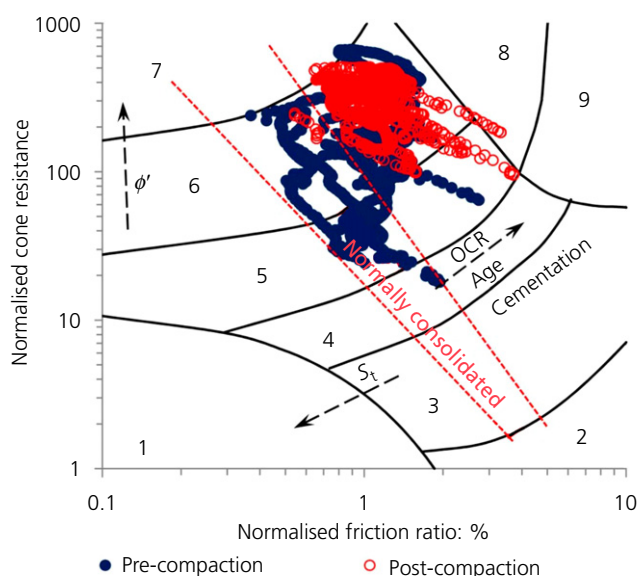 Normalised cone resistance
1000
100
10
1
0.1
1
10
Normalised friction ratio: %
7
8
9
6
ϕ′
5
OCR
Age
Cementation
Normally consolidated
4
St
3
2
1
Pre-compaction
Post-compaction